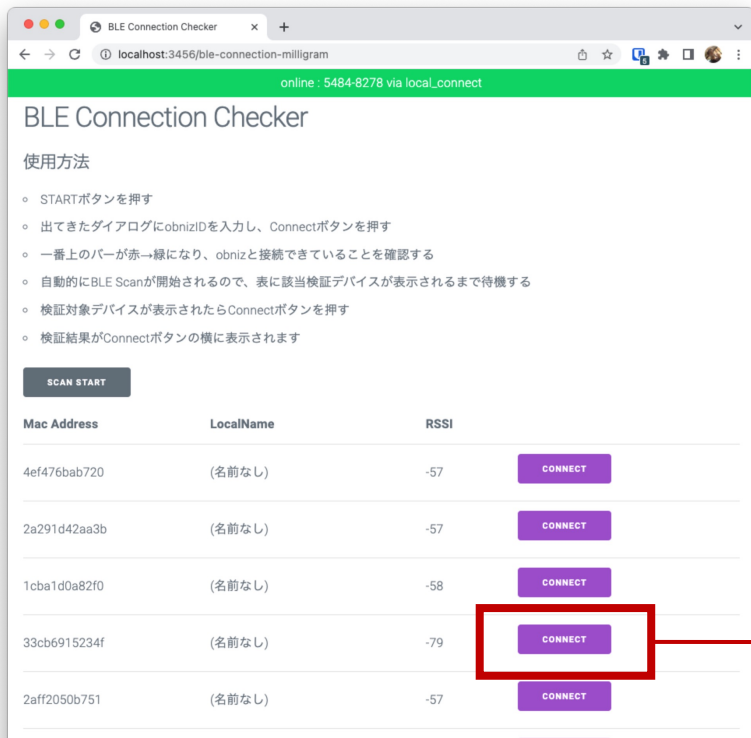 BLE Connection Checker
localhost:3456/ble-connection-milligram
online : 5484-8278 via local_connect
BLE Connection Checker
使用方法
STARTボタンを押す
出てきたダイアログにobnizIDを入力し、Connectボタンを押す
一番上のバーが赤→緑になり、obnizと接続できていることを確認する
自動的にBLE Scanが開始されるので、表に該当検証デバイスが表示されるまで待機する
検証対象デバイスが表示されたらConnectボタンを押す
検証結果がConnectボタンの横に表示されます
SCAN START
Mac Address LocalName RSSI
4ef476bab720 (名前なし) -57 CONNECT
2a291d42aa3b (名前なし) -57 CONNECT
1cba1d0a82f0 (名前なし) -58 CONNECT
33cb6915234f (名前なし) -79 CONNECT
2aff2050b751 (名前なし) -57 CONNECT